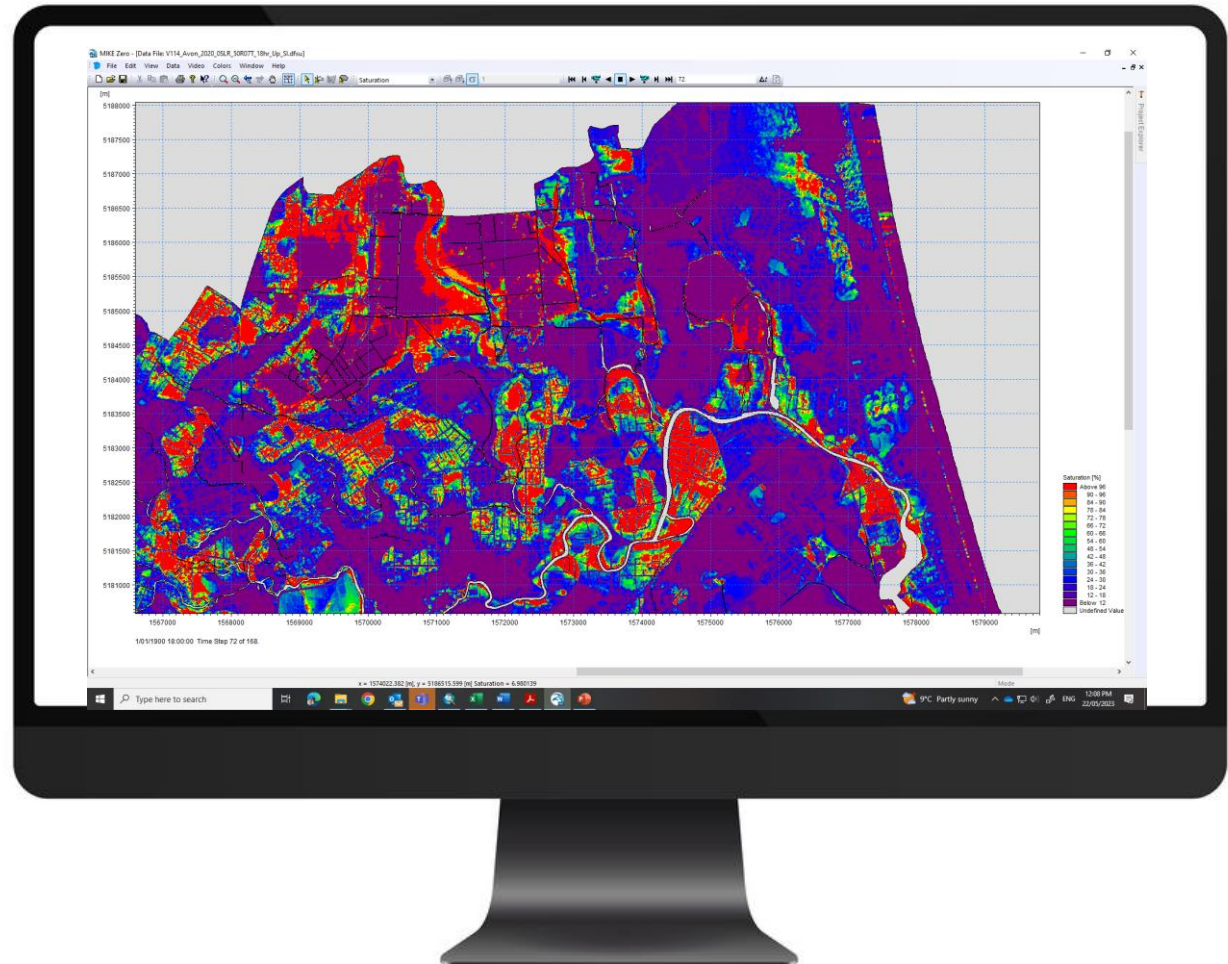 MIKE Zero - [Data File: V114_Avon_2020_0SLR_50R07T_18hr_Up_SI.dfsu]
File Edit View Data Video Colors Window Help
Saturation 1 72 Δt
[m]
Project Explorer
5188000
5187500
5187000
5186500
5186000
5185500
5185000
5184500
5184000
5183500
5183000
5182500
5182000
5181500
5181000
Saturation [%]
Above 96
90 - 96
84 - 90
78 - 84
72 - 78
66 - 72
60 - 66
54 - 60
48 - 54
42 - 48
36 - 42
30 - 36
24 - 30
18 - 24
12 - 18
Below 12
Undefined Value
1567000 1568000 1569000 1570000 1571000 1572000 1573000 1574000 1575000 1576000 1577000 1578000 1579000
[m]
1/01/1900 18:00:00 Time Step 72 of 168.
x = 1574022.382 [m], y = 5186515.599 [m] Saturation = 6.980139
Mode
Type here to search
9°C Partly sunny
ENG
12:00 PM
22/05/2023